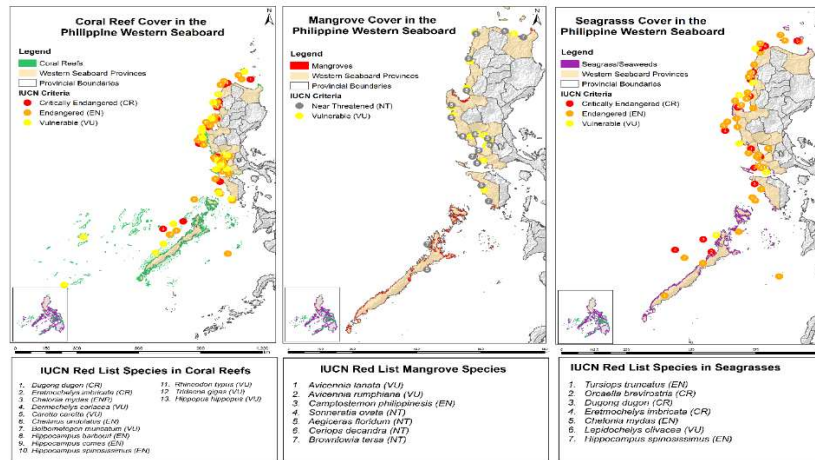 Coral Reef Cover in the
Philippine Western Seaboard
N
Legend
Coral Reefs
Western Seaboard Provinces
Provincial Boundaries
IUCN Criteria
Critically Endangered (CR)
Endangered (EN)
Vulnerable (VU)
IUCN Red List Species in Coral Reefs
1. Dugong dugon (CR)
2. Eretmochelys imbricata (CR)
3. Chelonia mydas (END)
4. Dermochelys coriacea (VU)
5. Caretta caretta (VU)
6. Cheilinus undulatus (EN)
7. Bolbometopon muricatum (VU)
8. Hippocampus barbouri (EN)
9. Hippocampus comes (EN)
10. Hippocampus spinosissimus (EN)
11. Rhincodon typus (VU)
12. Tridacna gigas (VU)
13. Hippopus hippopus (VU)
Mangrove Cover in the
Philippine Western Seaboard
N
Legend
Mangroves
Western Seaboard Provinces
Provincial Boundaries
IUCN Criteria
Near Threatened (NT)
Vulnerable (VU)
IUCN Red List Mangrove Species
1 Avicennia lanata (VU)
2 Avicennia rumphiana (VU)
3 Camptostemon philippinesis (EN)
4 Sonneratia ovata (NT)
5 Aegiceras floridum (NT)
6 Ceriops decandra (NT)
7 Brownlowia tersa (NT)
Seagrasss Cover in the
Philippine Western Seaboard
N
Legend
Seagrass/Seaweeds
Western Seaboard Provinces
Provincial Boundaries
IUCN Criteria
Critically Endangered (CR)
Endangered (EN)
Vulnerable (VU)
IUCN Red List Species in Seagrasses
1. Tursiops truncatus (EN)
2. Orcaella brevirostris (CR)
3. Dugong dugon (CR)
4. Eretmochelys imbricata (CR)
5. Chelonia mydas (EN)
6. Lepidochelys olivacea (VU)
7. Hippocampus spinosissimus (EN)